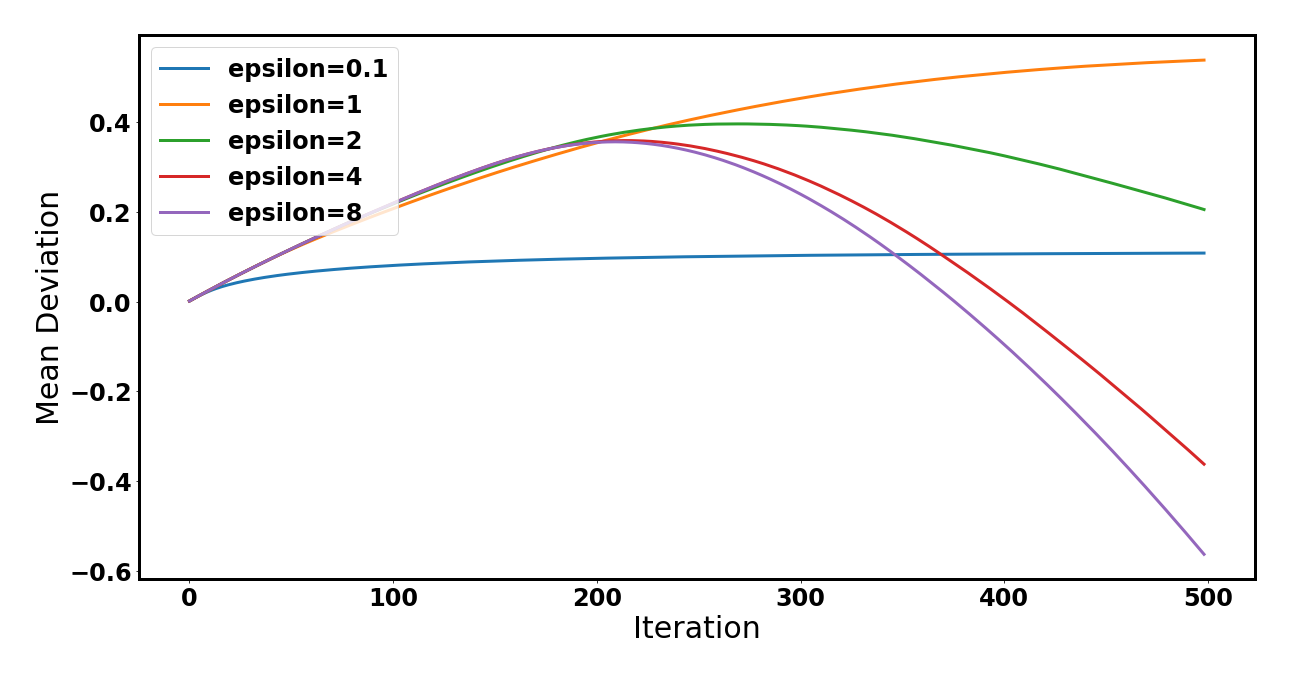 epsilon=0.1
epsilon=1
epsilon=2
epsilon=4
epsilon=8
Mean Deviation
0.4
0.2
0.0
−0.2
−0.4
−0.6
0 100 200 300 400 500
Iteration